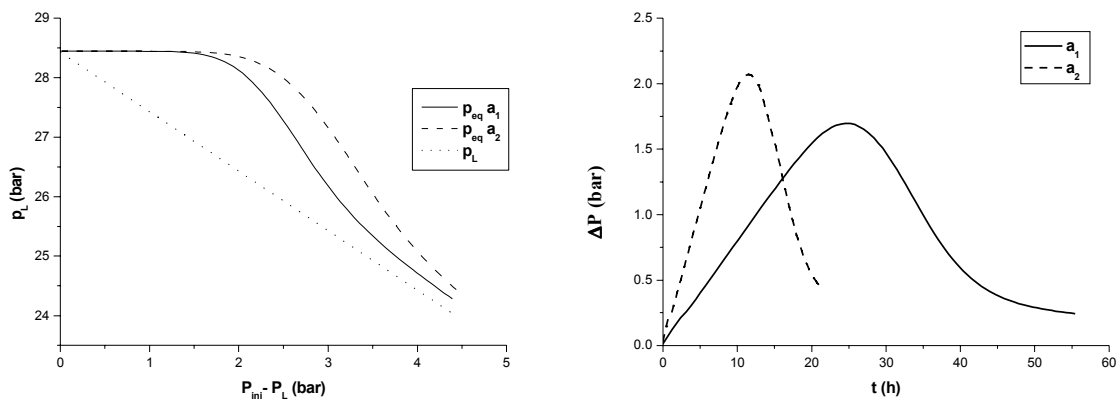 29
28
27
26
25
24
p_L (bar)
0 1 2 3 4 5
P_ini - P_L (bar)
p_eq a_1
p_eq a_2
p_L
2.5
2.0
1.5
1.0
0.5
0.0
ΔP (bar)
0 10 20 30 40 50 60
t (h)
a_1
a_2